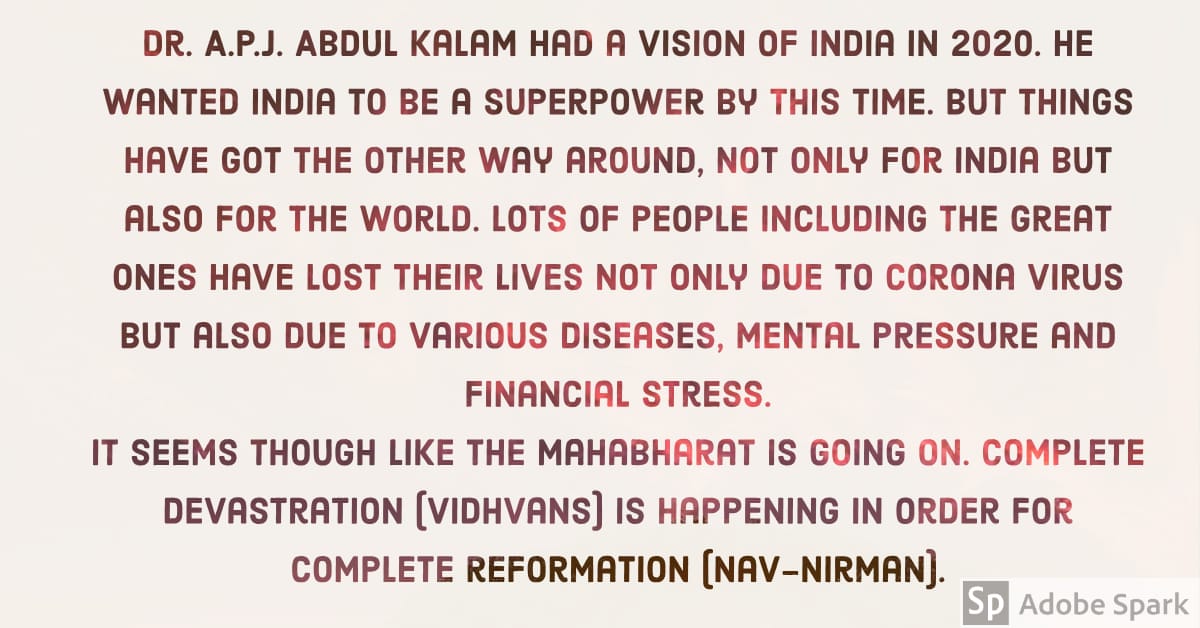 DR. A.P.J. ABDUL KALAM HAD A VISION OF INDIA IN 2020. HE
WANTED INDIA TO BE A SUPERPOWER BY THIS TIME. BUT THINGS
HAVE GOT THE OTHER WAY AROUND, NOT ONLY FOR INDIA BUT
ALSO FOR THE WORLD. LOTS OF PEOPLE INCLUDING THE GREAT
ONES HAVE LOST THEIR LIVES NOT ONLY DUE TO CORONA VIRUS
BUT ALSO DUE TO VARIOUS DISEASES, MENTAL PRESSURE AND
FINANCIAL STRESS.
IT SEEMS THOUGH LIKE THE MAHABHARAT IS GOING ON. COMPLETE
DEVASTRATION (VIDHVANS) IS HAPPENING IN ORDER FOR
COMPLETE REFORMATION (NAV-NIRMAN).
Sp Adobe Spark